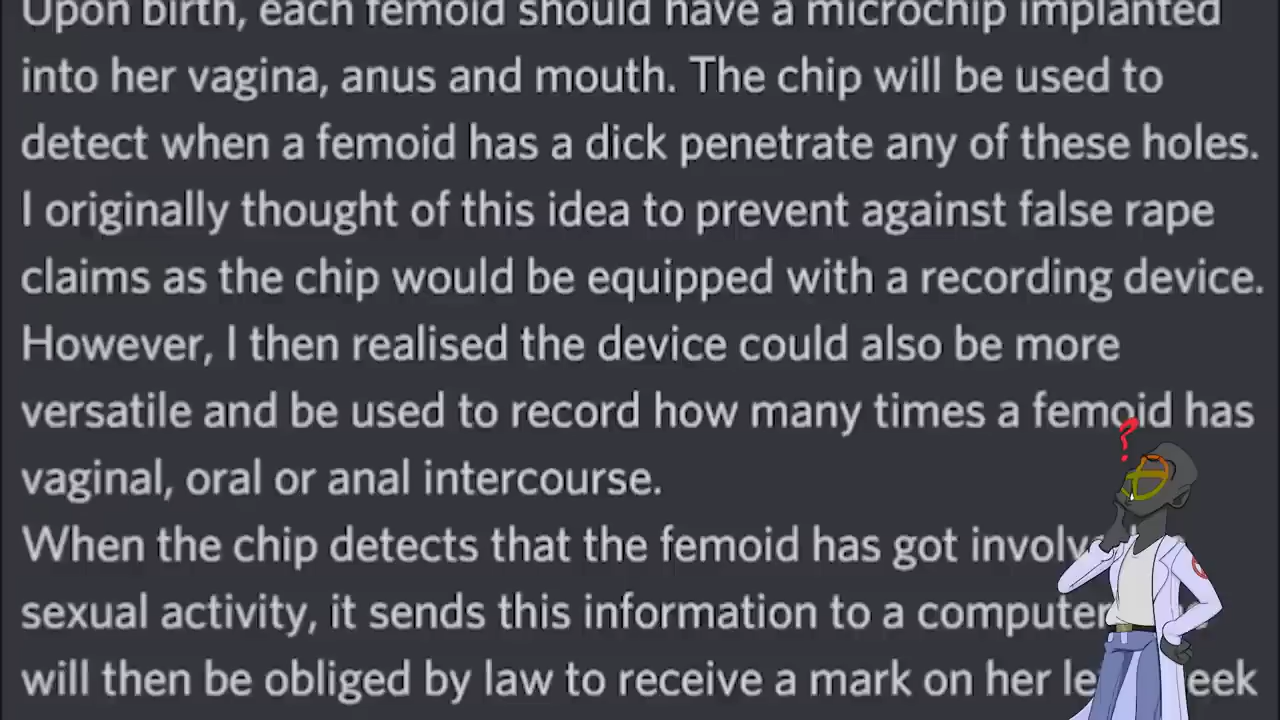 Upon birth, each femoid should have a microchip implanted
into her vagina, anus and mouth. The chip will be used to
detect when a femoid has a dick penetrate any of these holes.
I originally thought of this idea to prevent against false rape
claims as the chip would be equipped with a recording device.
However, I then realised the device could also be more
versatile and be used to record how many times a femoid has
vaginal, oral or anal intercourse.
When the chip detects that the femoid has got
sexual activity, it sends this information to a computer
will then be obliged by law to receive a mark on her
?